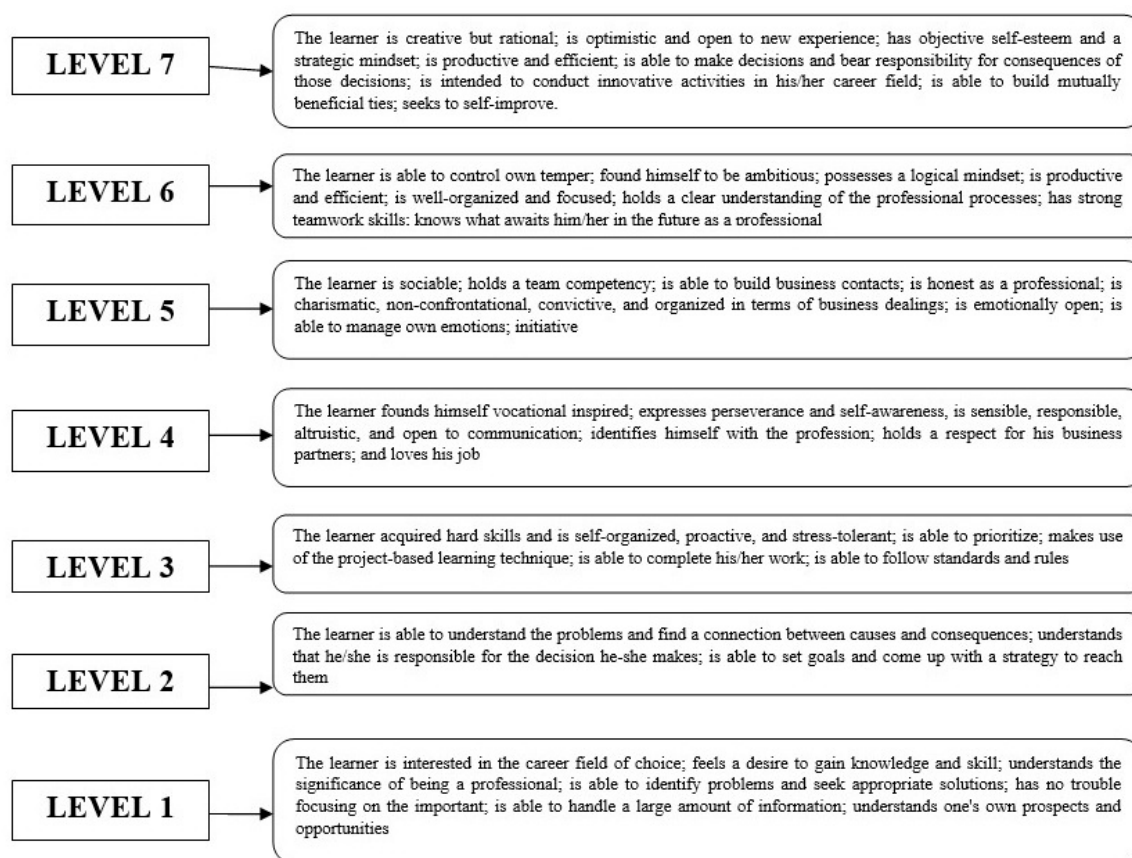 LEVEL 7
The learner is creative but rational; is optimistic and open to new experience; has objective self-esteem and a
strategic mindset; is productive and efficient; is able to make decisions and bear responsibility for consequences of
those decisions; is intended to conduct innovative activities in his/her career field; is able to build mutually
beneficial ties; seeks to self-improve.
LEVEL 6
The learner is able to control own temper; found himself to be ambitious; possesses a logical mindset; is productive
and efficient; is well-organized and focused; holds a clear understanding of the professional processes; has strong
teamwork skills: knows what awaits him/her in the future as a professional
LEVEL 5
The learner is sociable; holds a team competency; is able to build business contacts; is honest as a professional; is
charismatic, non-confrontational, convictive, and organized in terms of business dealings; is emotionally open; is
able to manage own emotions; initiative
LEVEL 4
The learner founds himself vocational inspired; expresses perseverance and self-awareness, is sensible, responsible,
altruistic, and open to communication; identifies himself with the profession; holds a respect for his business
partners; and loves his job
LEVEL 3
The learner acquired hard skills and is self-organized, proactive, and stress-tolerant; is able to prioritize; makes use
of the project-based learning technique; is able to complete his/her work; is able to follow standards and rules
LEVEL 2
The learner is able to understand the problems and find a connection between causes and consequences; understands
that he/she is responsible for the decision he-she makes; is able to set goals and come up with a strategy to reach
them
LEVEL 1
The learner is interested in the career field of choice; feels a desire to gain knowledge and skill; understands the
significance of being a professional; is able to identify problems and seek appropriate solutions; has no trouble
focusing on the important; is able to handle a large amount of information; understands one's own prospects and
opportunities